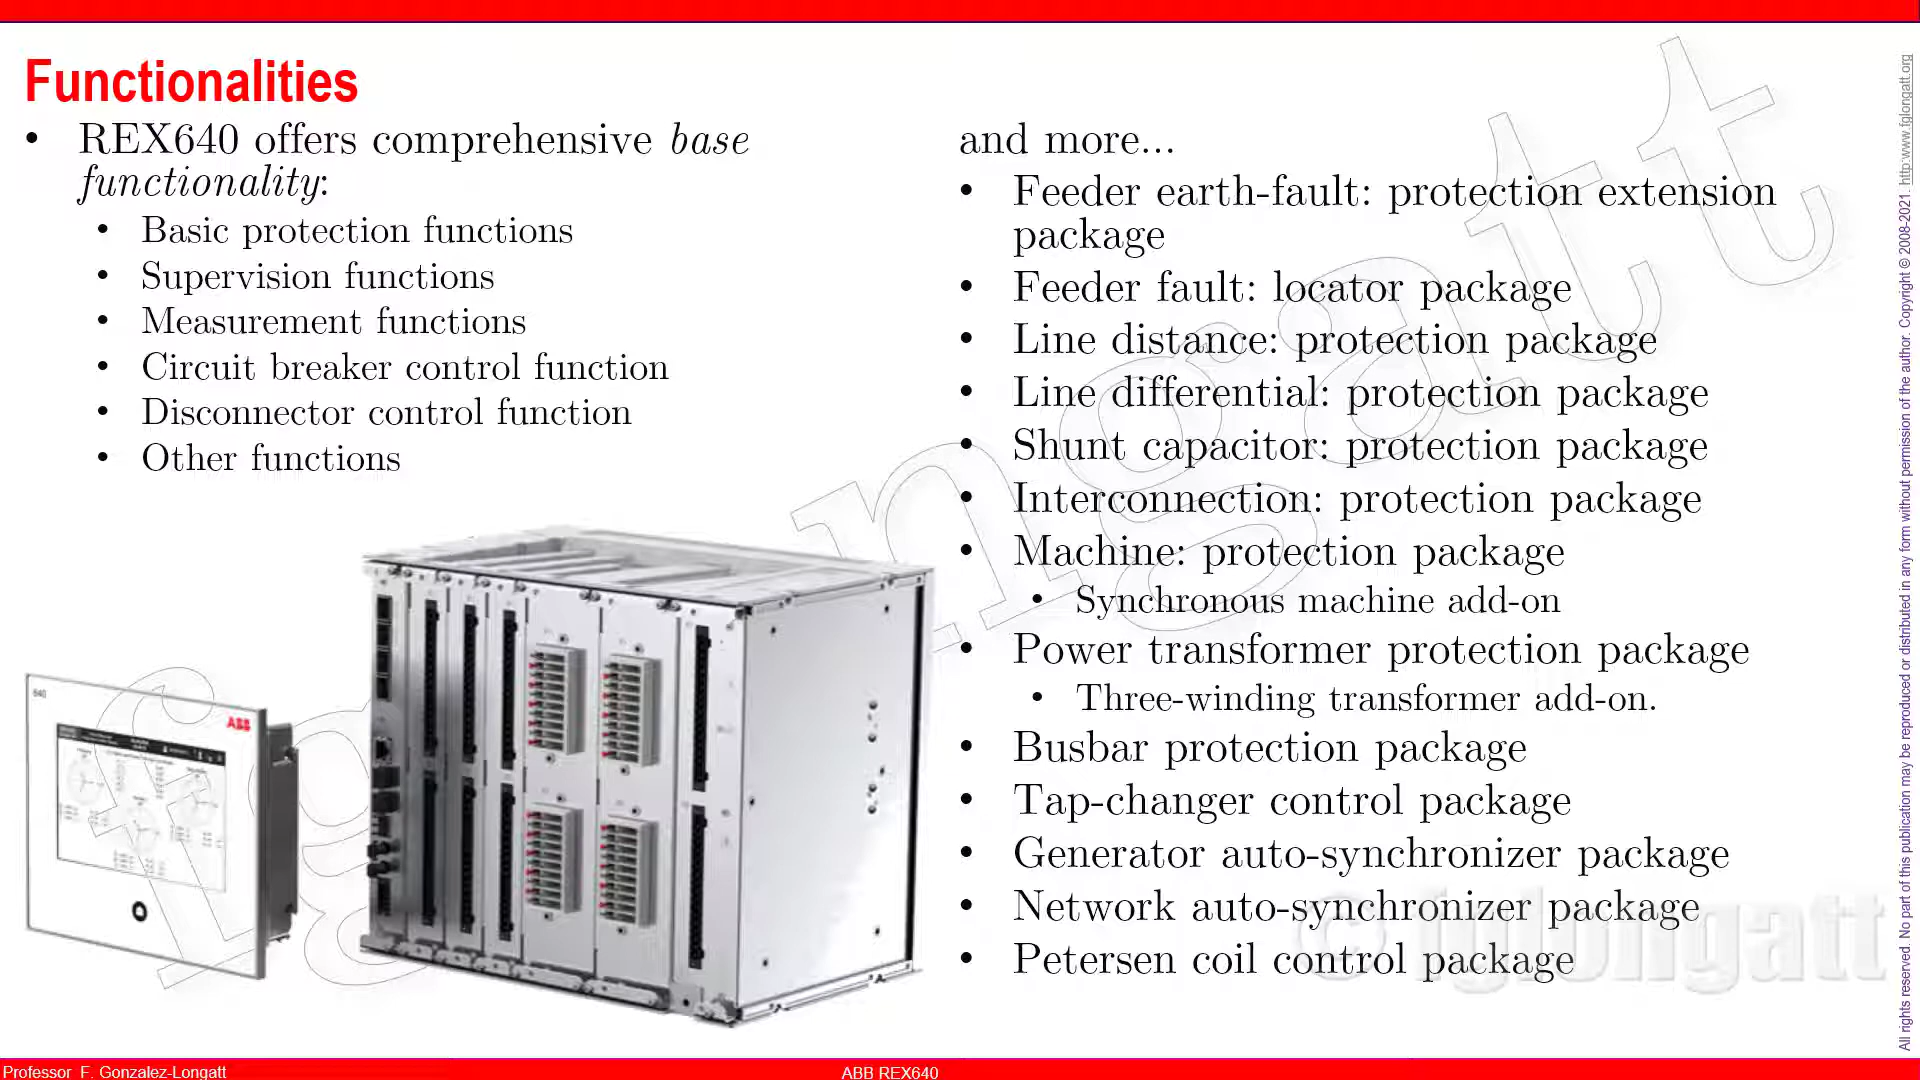 Functionalities
• REX640 offers comprehensive base
functionality:
• Basic protection functions
• Supervision functions
• Measurement functions
• Circuit breaker control function
• Disconnector control function
• Other functions
and more...
• Feeder earth-fault: protection extension
package
• Feeder fault: locator package
• Line distance: protection package
• Line differential: protection package
• Shunt capacitor: protection package
• Interconnection: protection package
• Machine: protection package
• Synchronous machine add-on
• Power transformer protection package
• Three-winding transformer add-on.
• Busbar protection package
• Tap-changer control package
• Generator auto-synchronizer package
• Network auto-synchronizer package
• Petersen coil control package
640
ABB
fglongatt
© fglongatt
All rights reserved. No part of this publication may be reproduced or distributed in any form without permission of the author. Copyright © 2008-2021. http:www.fglongatt.org
Professor F. Gonzalez-Longatt
ABB REX640